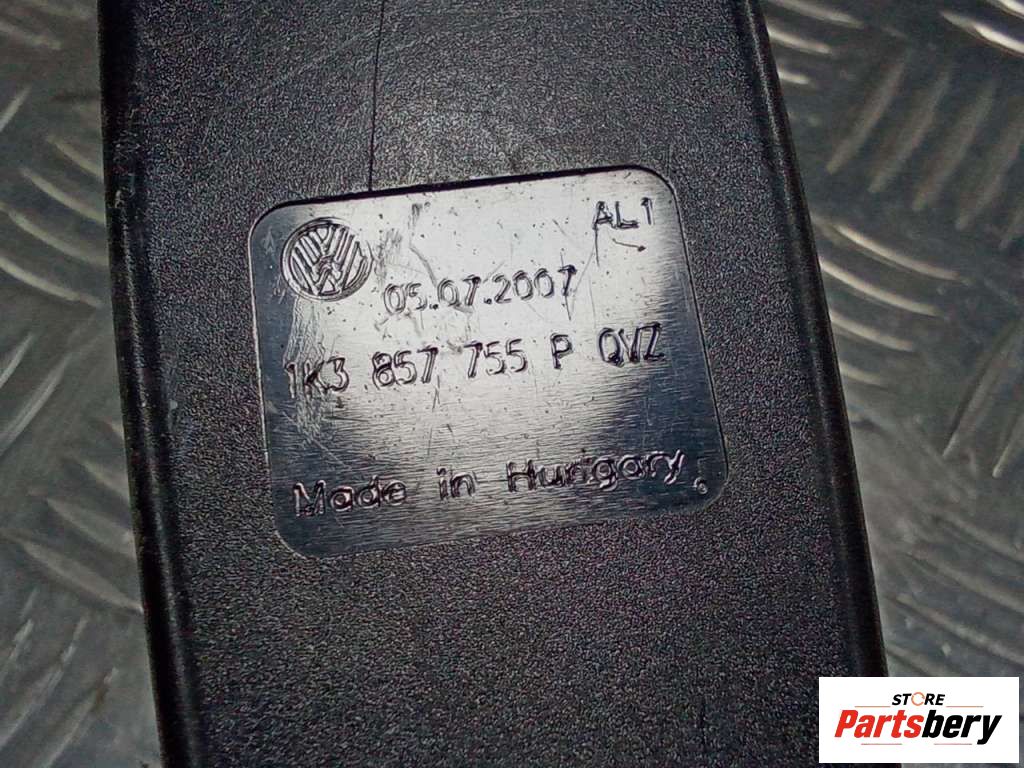 AL1
05.07.2007
1K3 857 755 P QVZ
Made in Hungary
STORE
Partsbery